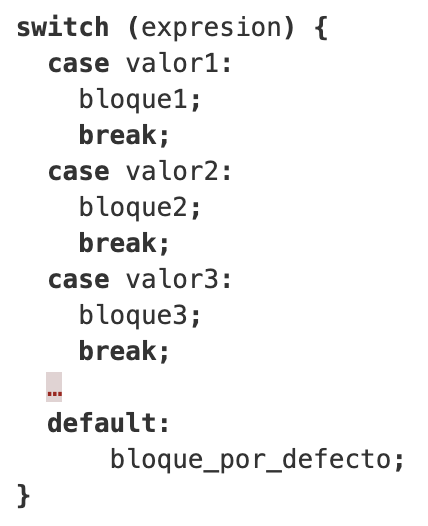 switch (expresion) {
case valor1:
bloque1;
break;
case valor2:
bloque2;
break;
case valor3:
bloque3;
break;
…
default:
bloque_por_defecto;
}